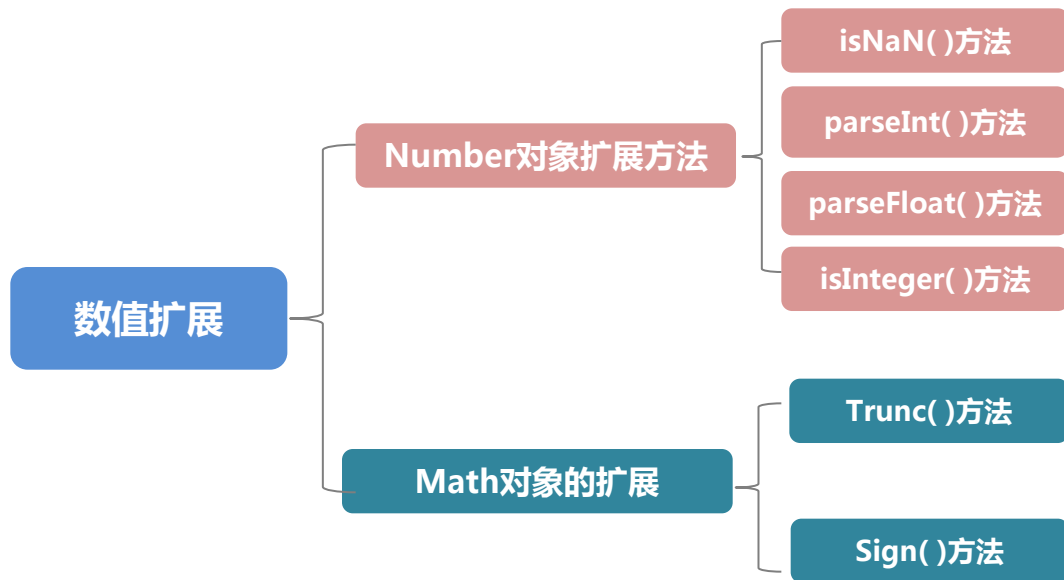 数值扩展
Number对象扩展方法
isNaN( )方法
parseInt( )方法
parseFloat( )方法
isInteger( )方法
Math对象的扩展
Trunc( )方法
Sign( )方法